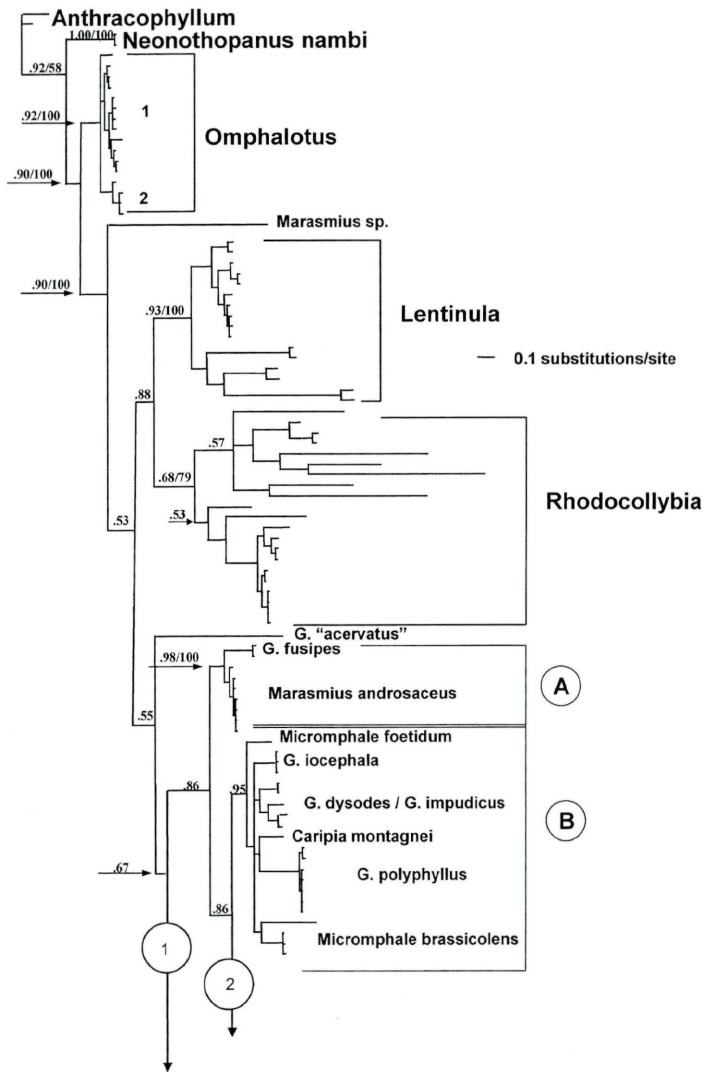 Anthracophyllum
1.00/100
Neonothopanus nambi
.92/58
1
.92/100
Omphalotus
.90/100
2
Marasmius sp.
.90/100
.93/100
Lentinula
0.1 substitutions/site
.88
.57
.68/79
Rhodocollybia
.53
.53
G. “acervatus”
G. fusipes
.98/100
A
Marasmius androsaceus
.55
Micromphale foetidum
G. iocephala
.86
.95
G. dysodes / G. impudicus
B
Caripia montagnei
.67
G. polyphyllus
.86
Micromphale brassicolens
1
2